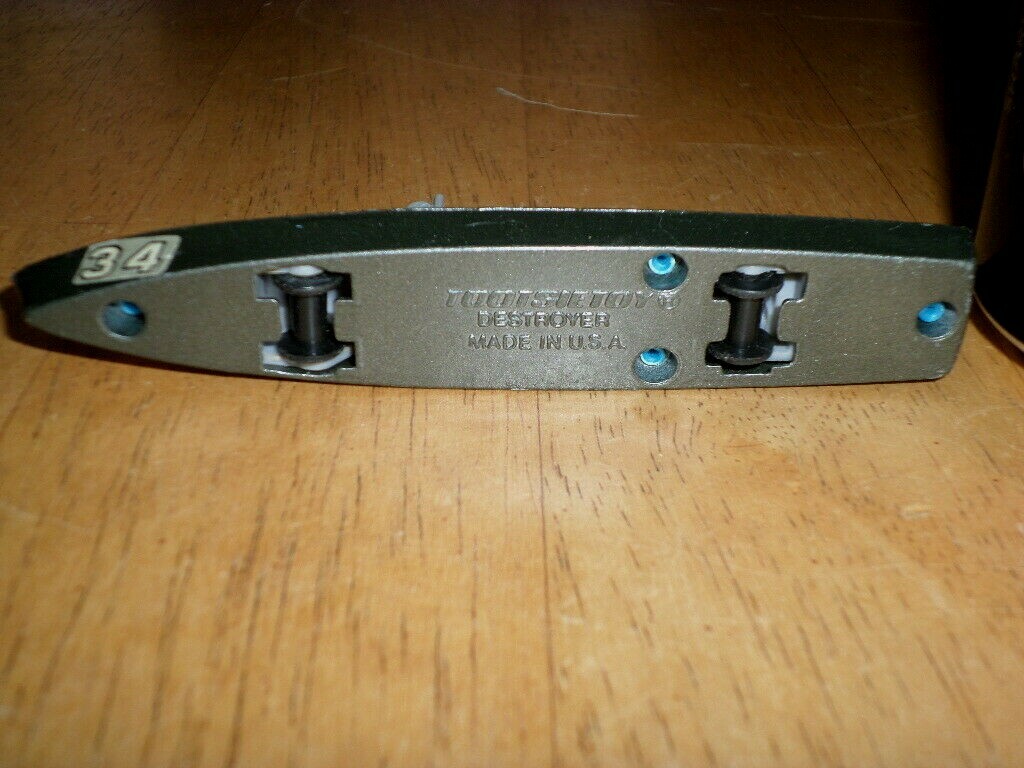 34
TOOTSIETOY®
DESTROYER
MADE IN U.S.A.